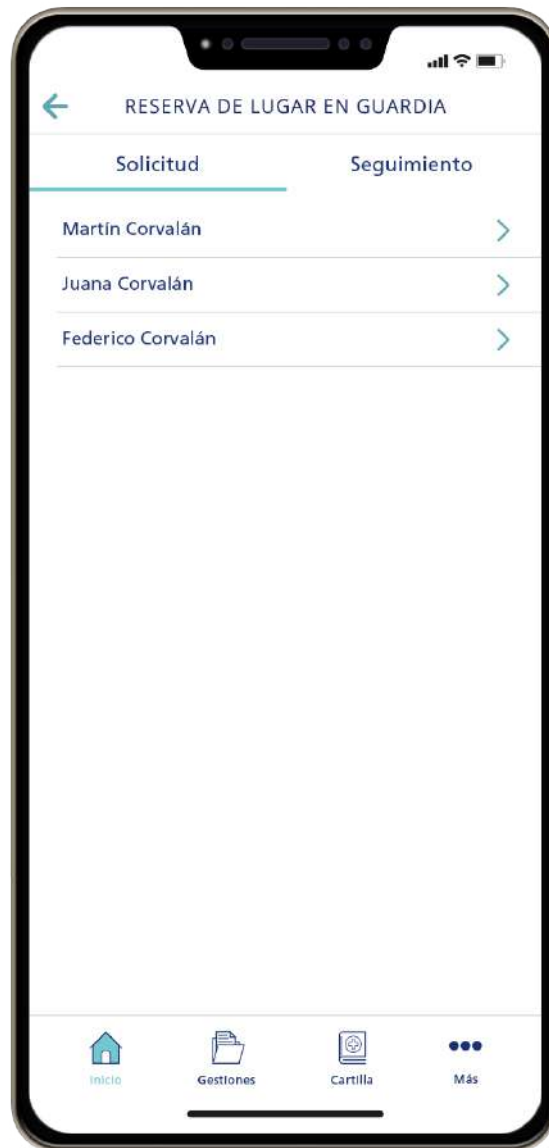 RESERVA DE LUGAR EN GUARDIA
Solicitud Seguimiento
Martín Corvalán
Juana Corvalán
Federico Corvalán
Inicio Gestiones Cartilla Más